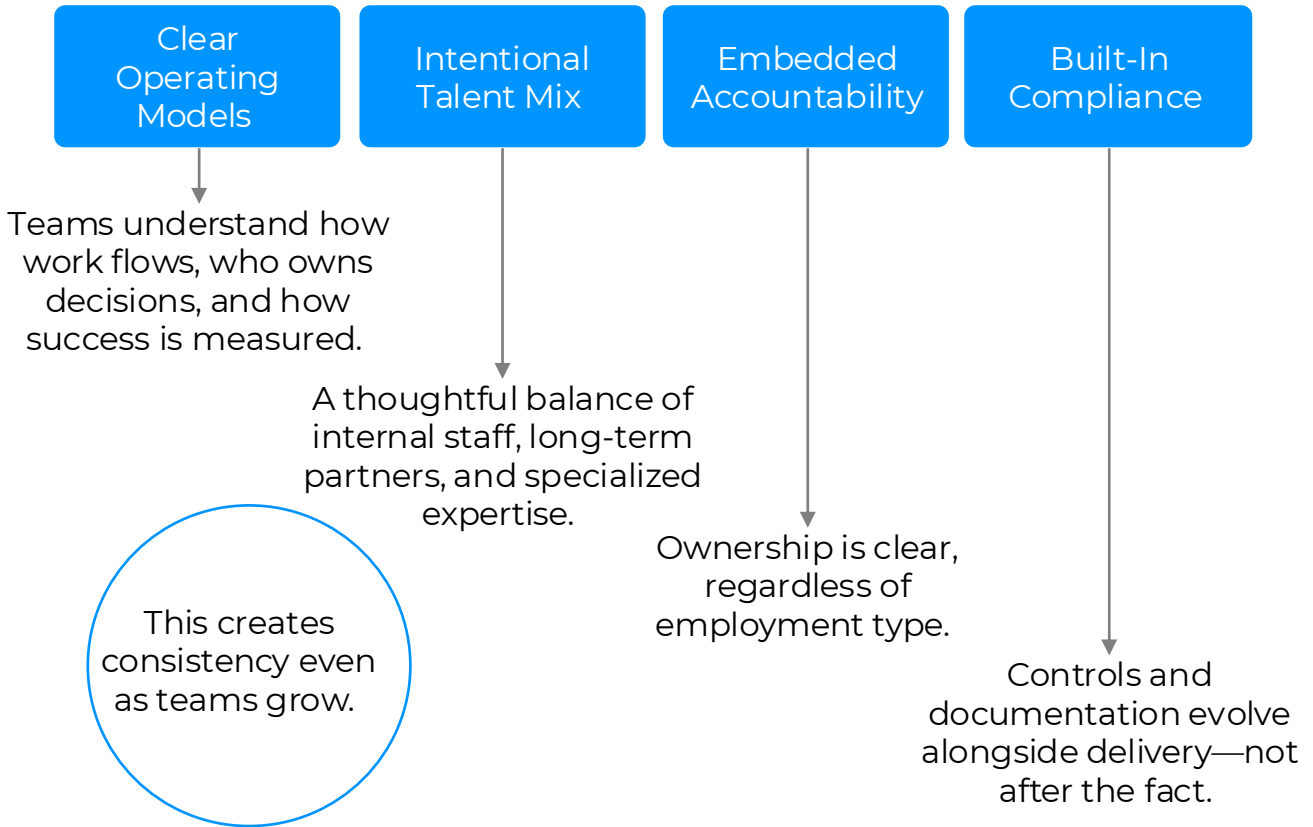 Clear
Operating
Models
Intentional
Talent Mix
Embedded
Accountability
Built-In
Compliance
Teams understand how
work flows, who owns
decisions, and how
success is measured.
A thoughtful balance of
internal staff, long-term
partners, and specialized
expertise.
Ownership is clear,
regardless of
employment type.
Controls and
documentation evolve
alongside delivery—not
after the fact.
This creates
consistency even
as teams grow.